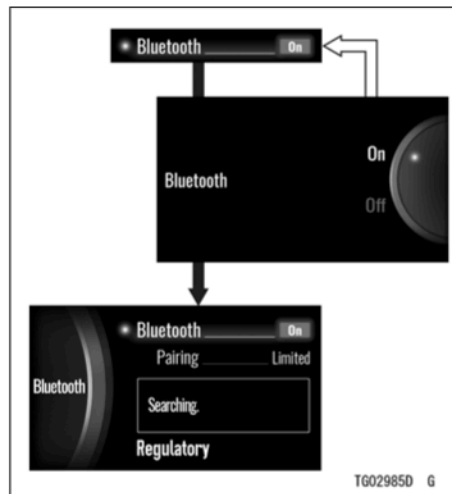 Bluetooth On
On
Bluetooth
Off
Bluetooth On
Pairing Limited
Bluetooth
Searching.
Regulatory
TG02985D G